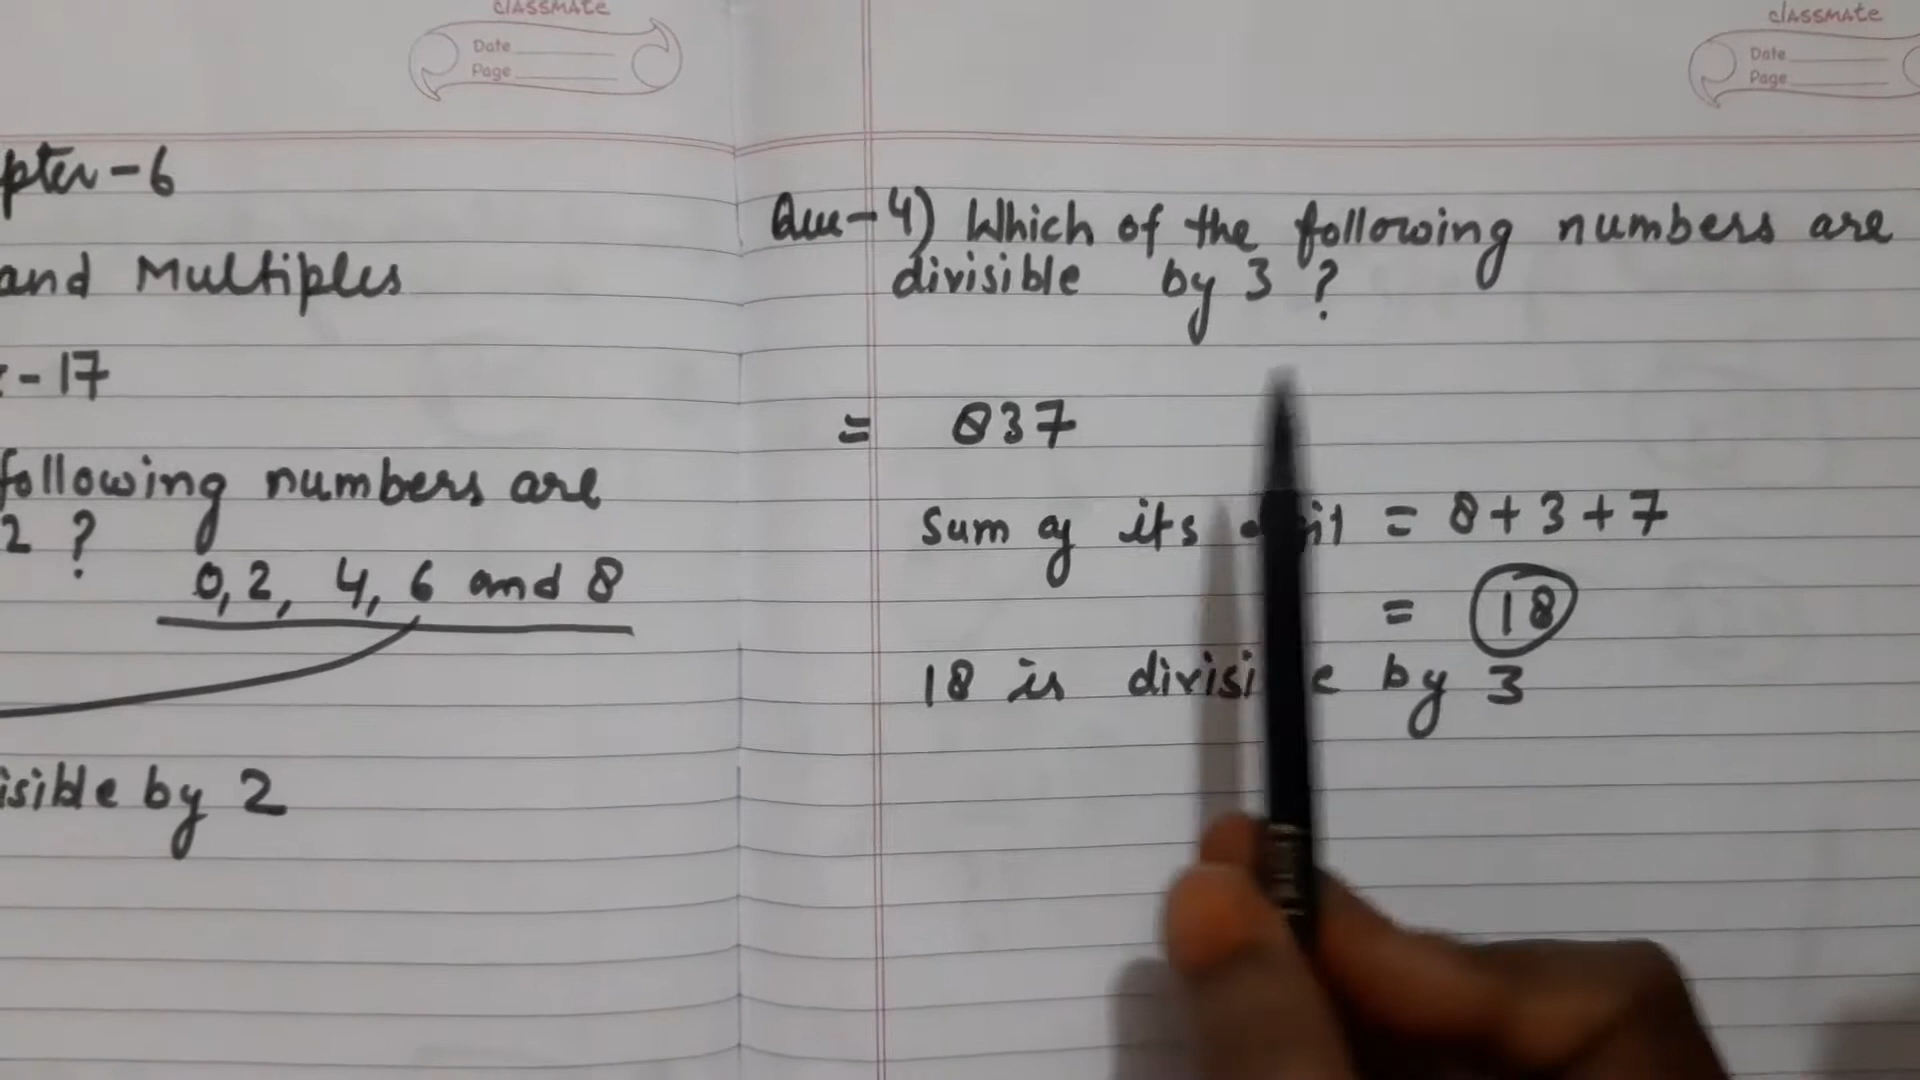 classmate
Date
Page
pter-6
and Multiples
-17
following numbers are
2 ?
0, 2, 4, 6 and 8
isible by 2
classmate
Date
Page
Que-4) Which of the following numbers are
divisible by 3 ?
= 837
Sum of its = 8+3+7
= 18
18 is by 3